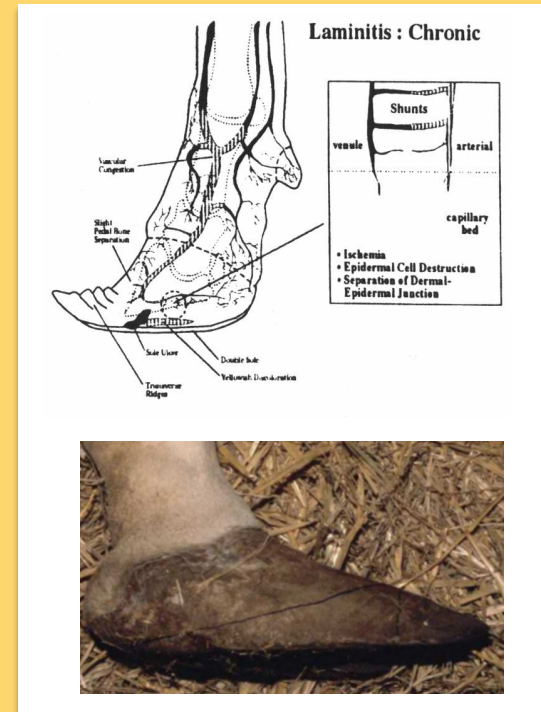 Laminitis : Chronic
Shunts
venule
arterial
capillary
bed
• Ischemia
• Epidermal Cell Destruction
• Separation of Dermal-
Epidermal Junction
Vascular
Congestion
Slight
Pedal Bone
Separation
Sole Ulcer
Double Sole
Yellowish Discoloration
Transverse
Ridges